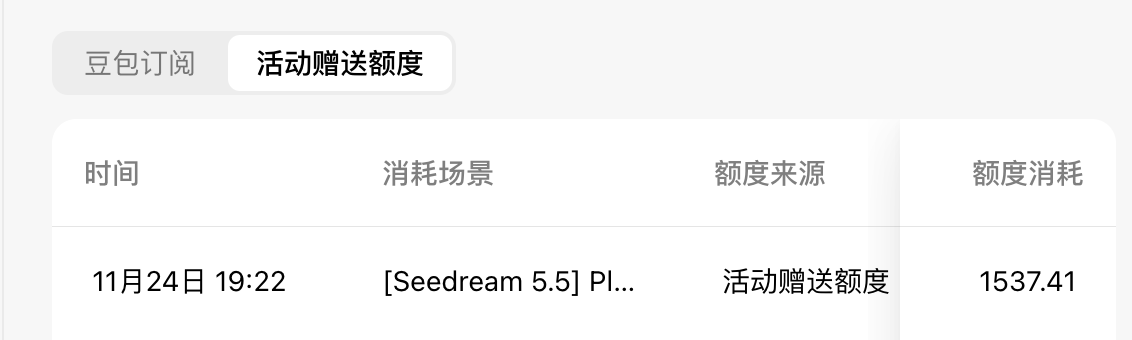 豆包订阅 活动赠送额度
时间 消耗场景 额度来源 额度消耗
11月24日 19:22 [Seedream 5.5] Pl... 活动赠送额度 1537.41